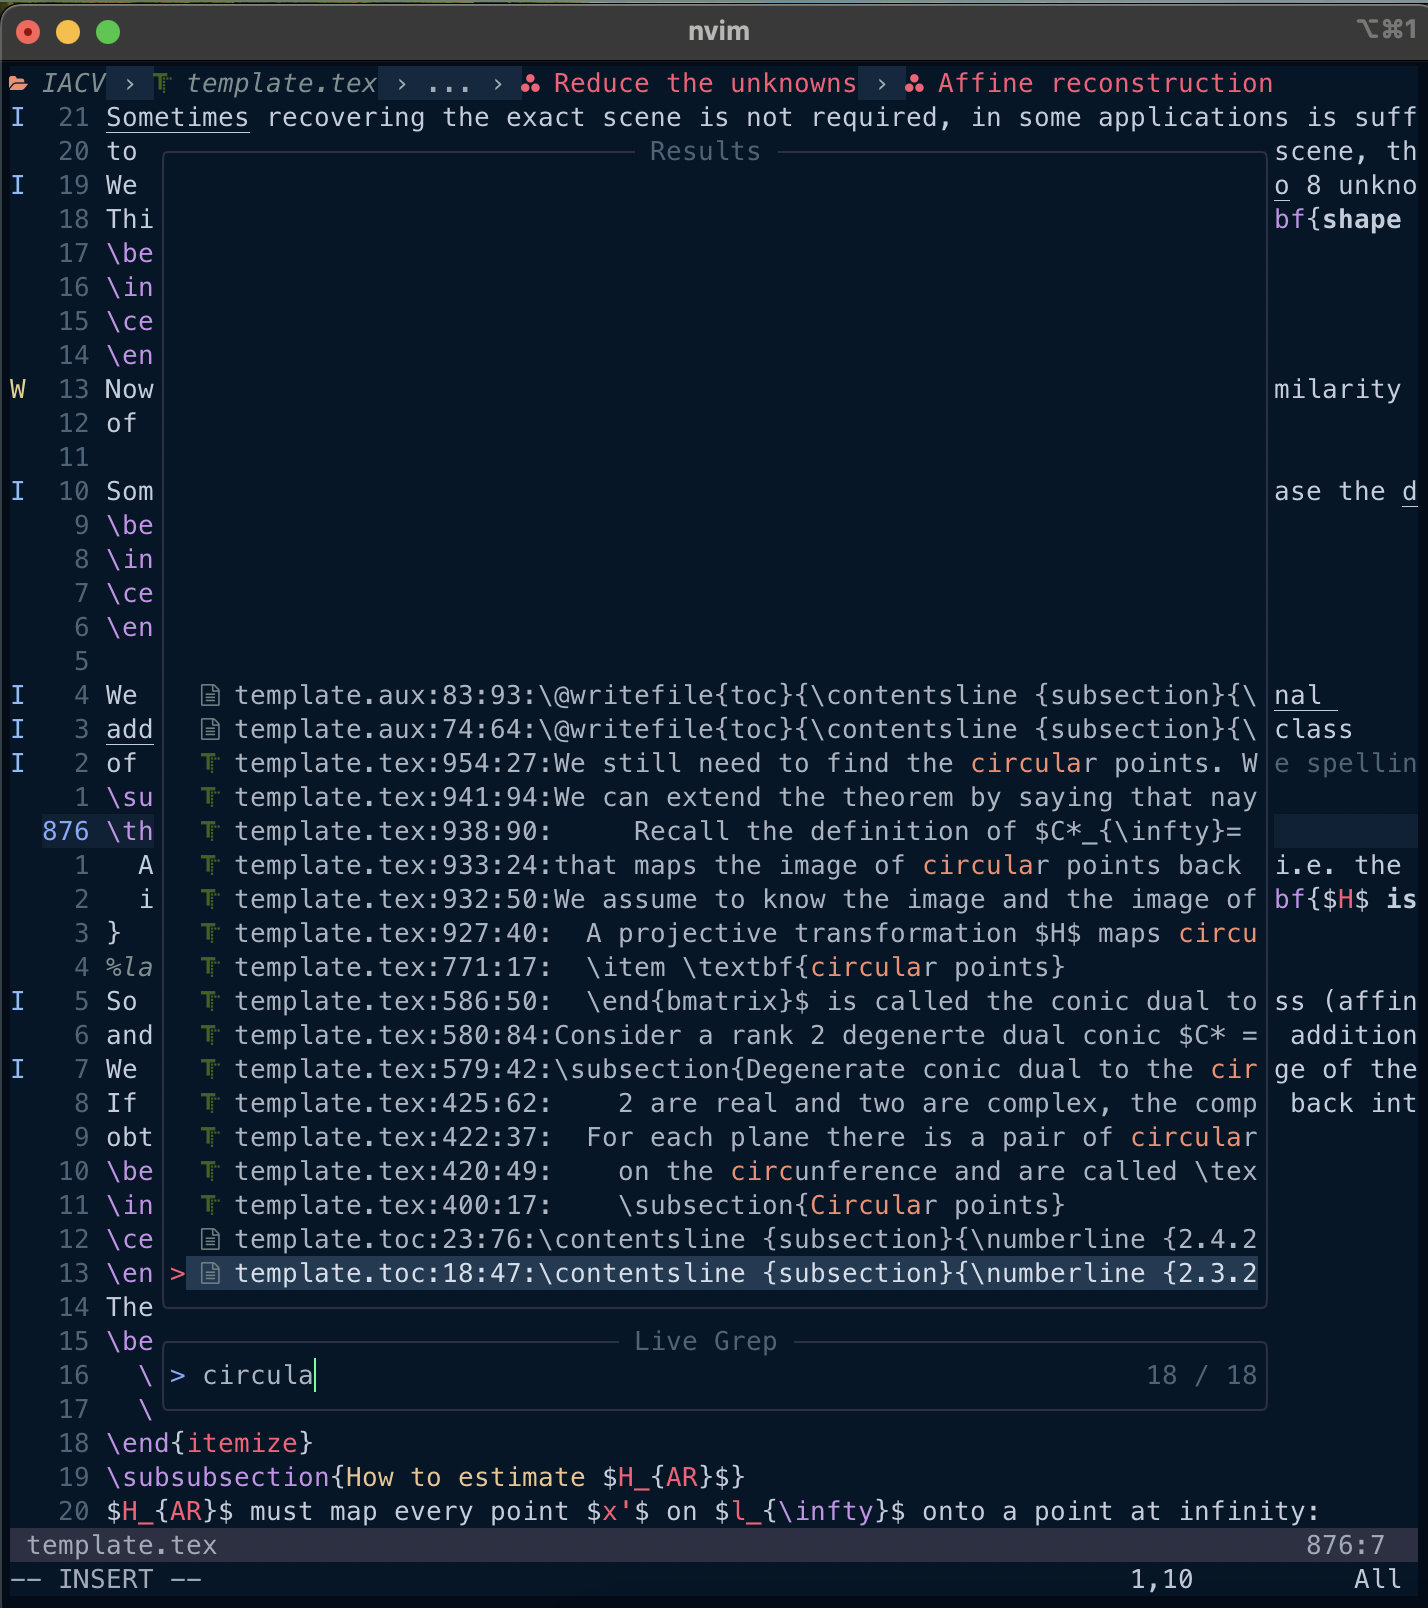 nvim
⌥⌘1
IACV › template.tex › ... › Reduce the unknowns › Affine reconstruction
I 21 Sometimes recovering the exact scene is not required, in some applications is suff
20 to Results scene, th
I 19 We o 8 unkno
18 Thi bf{shape
17 \be
16 \in
15 \ce
14 \en
W 13 Now milarity
12 of
11
I 10 Som ase the d
9 \be
8 \in
7 \ce
6 \en
5
I 4 We template.aux:83:93:\@writefile{toc}{\contentsline {subsection}{\ nal
I 3 add template.aux:74:64:\@writefile{toc}{\contentsline {subsection}{\ class
I 2 of template.tex:954:27:We still need to find the circular points. W e spellin
1 \su template.tex:941:94:We can extend the theorem by saying that nay
876 \th template.tex:938:90: Recall the definition of $C*_{\infty}=
1 A template.tex:933:24:that maps the image of circular points back i.e. the
2 i template.tex:932:50:We assume to know the image and the image of bf{$H$ is
3 } template.tex:927:40: A projective transformation $H$ maps circu
4 %la template.tex:771:17: \item \textbf{circular points}
I 5 So template.tex:586:50: \end{bmatrix}$ is called the conic dual to ss (affin
6 and template.tex:580:84:Consider a rank 2 degenerte dual conic $C* = addition
I 7 We template.tex:579:42:\subsection{Degenerate conic dual to the cir ge of the
8 If template.tex:425:62: 2 are real and two are complex, the comp back int
9 obt template.tex:422:37: For each plane there is a pair of circular
10 \be template.tex:420:49: on the circunference and are called \tex
11 \in template.tex:400:17: \subsection{Circular points}
12 \ce template.toc:23:76:\contentsline {subsection}{\numberline {2.4.2
13 \en > template.toc:18:47:\contentsline {subsection}{\numberline {2.3.2
14 The
15 \be Live Grep
16 \ > circula 18 / 18
17 \
18 \end{itemize}
19 \subsubsection{How to estimate $H_{AR}$}
20 $H_{AR}$ must map every point $x'$ on $l_{\infty}$ onto a point at infinity:
template.tex 876:7
-- INSERT -- 1,10 All